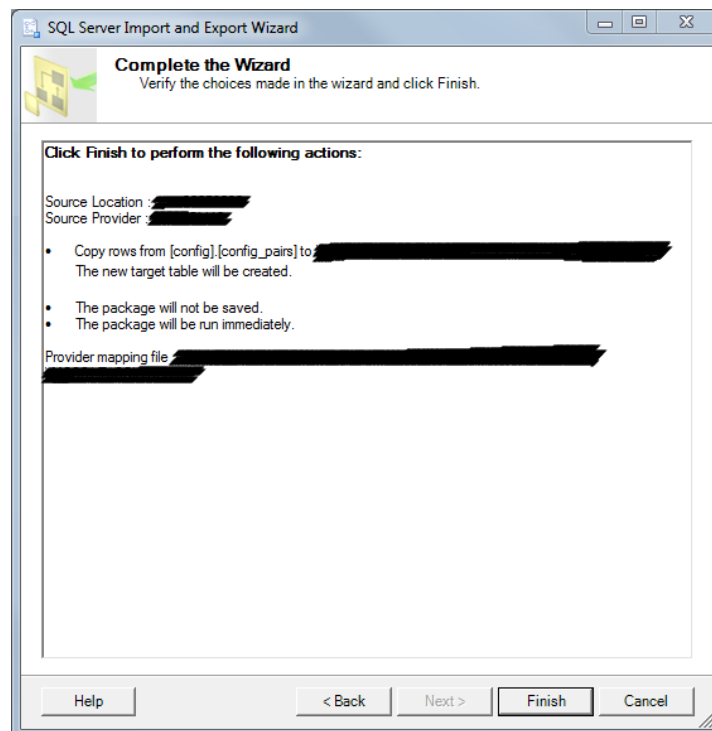 SQL Server Import and Export Wizard
Complete the Wizard
Verify the choices made in the wizard and click Finish.
Click Finish to perform the following actions:
Source Location :
Source Provider :
• Copy rows from [config].[config_pairs] to
The new target table will be created.
• The package will not be saved.
• The package will be run immediately.
Provider mapping file
Help
< Back
Next >
Finish
Cancel